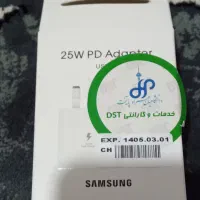 25W PD Adapter
خدمات و گارانتی DST
EXP. 1405.03.01
CH
SAMSUNG